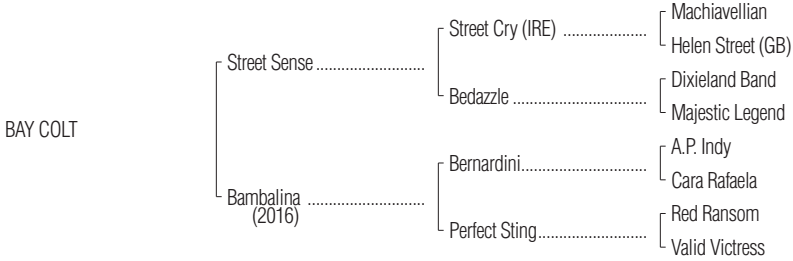 Machiavellian
Street Cry (IRE) .....................
Helen Street (GB)
Street Sense ...........................
Dixieland Band
Bedazzle ..................................
Majestic Legend
BAY COLT
A.P. Indy
Bernardini................................
Cara Rafaela
Bambalina .............................
(2016)
Red Ransom
Perfect Sting...........................
Valid Victress